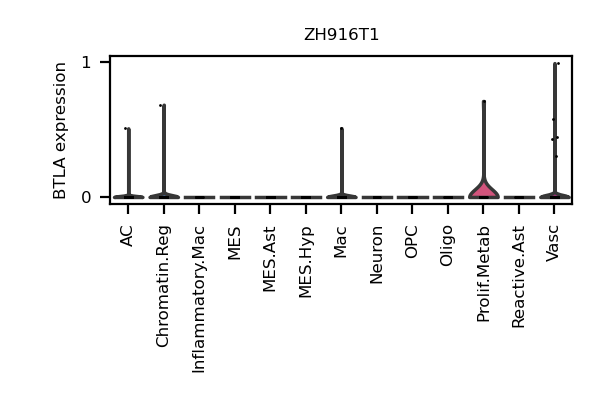 ZH916T1
BTLA expression
1
0
AC
Chromatin.Reg
Inflammatory.Mac
MES
MES.Ast
MES.Hyp
Mac
Neuron
OPC
Oligo
Prolif.Metab
Reactive.Ast
Vasc